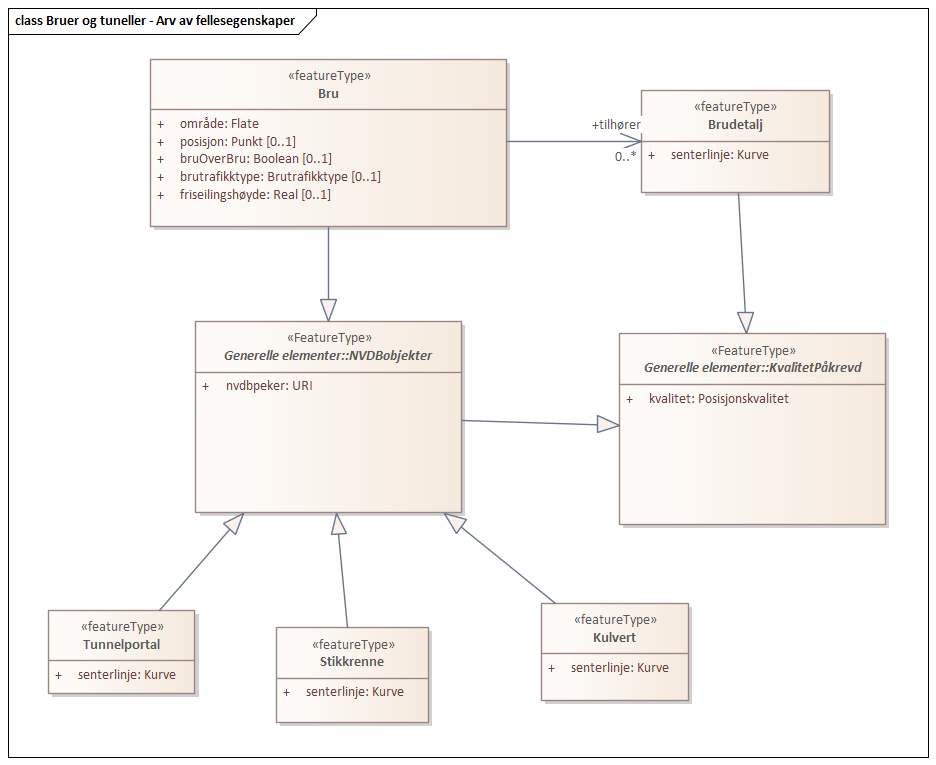 class Bruer og tuneller - Arv av fellesegenskaper
«featureType»
Bru
+ område: Flate
+ posisjon: Punkt [0..1]
+ bruOverBru: Boolean [0..1]
+ brutrafikktype: Brutrafikktype [0..1]
+ friseilingshøyde: Real [0..1]
+tilhører
0..*
«featureType»
Brudetalj
+ senterlinje: Kurve
«FeatureType»
Generelle elementer::NVDBobjekter
+ nvdbpeker: URI
«FeatureType»
Generelle elementer::KvalitetPåkrevd
+ kvalitet: Posisjonskvalitet
«featureType»
Tunnelportal
+ senterlinje: Kurve
«featureType»
Stikkrenne
+ senterlinje: Kurve
«featureType»
Kulvert
+ senterlinje: Kurve